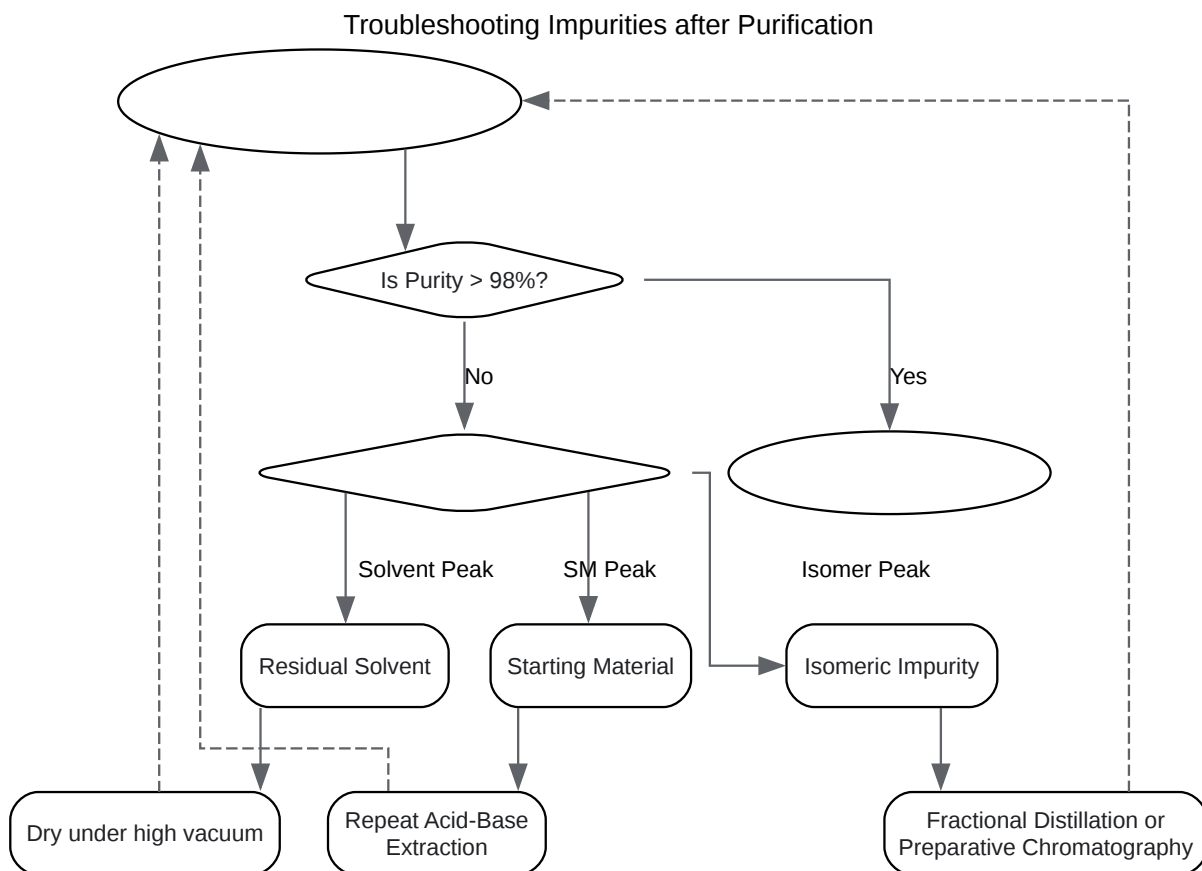 Troubleshooting Impurities after Purification
Is Purity > 98%?
No
Yes
Solvent Peak
SM Peak
Isomer Peak
Residual Solvent
Starting Material
Isomeric Impurity
Dry under high vacuum
Repeat Acid-Base
Extraction
Fractional Distillation or
Preparative Chromatography